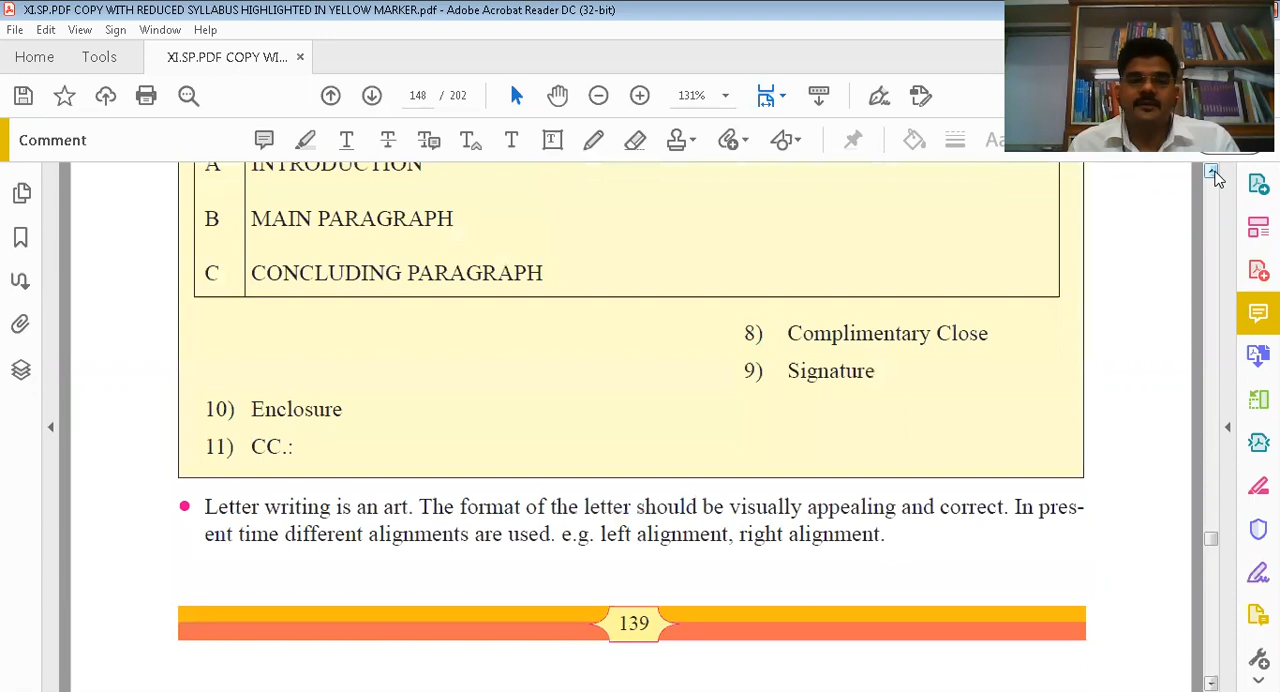 XI.SP.PDF COPY WITH REDUCED SYLLABUS HIGHLIGHTED IN YELLOW MARKER.pdf - Adobe Acrobat Reader DC (32-bit)
File Edit View Sign Window Help
Home Tools XI.SP.PDF COPY WI... ×
148 / 202 131%
Comment
A INTRODUCTION
B MAIN PARAGRAPH
C CONCLUDING PARAGRAPH
8) Complimentary Close
9) Signature
10) Enclosure
11) CC.:
Letter writing is an art. The format of the letter should be visually appealing and correct. In pres-
ent time different alignments are used. e.g. left alignment, right alignment.
139